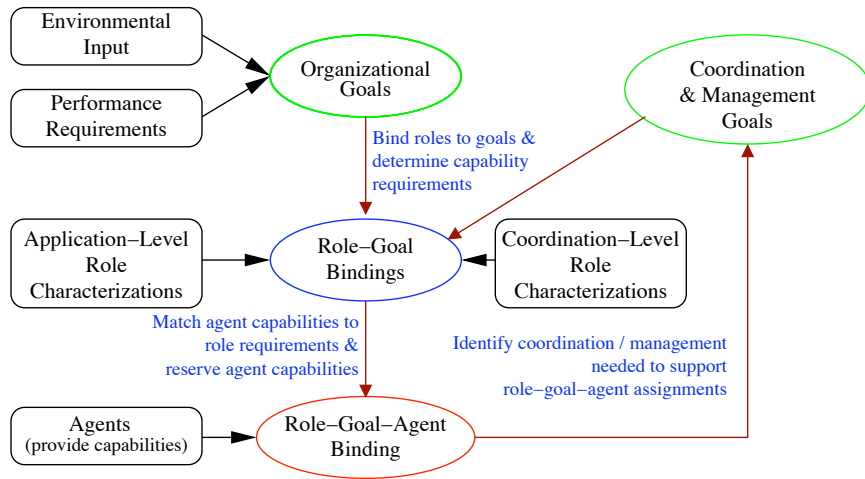 Environmental
Input
Performance
Requirements
Organizational
Goals
Coordination
& Management
Goals
Bind roles to goals &
determine capability
requirements
Application−Level
Role
Characterizations
Role−Goal
Bindings
Coordination−Level
Role
Characterizations
Match agent capabilities to
role requirements &
reserve agent capabilities
Identify coordination / management
needed to support
role−goal−agent assignments
Agents
(provide capabilities)
Role−Goal−Agent
Binding